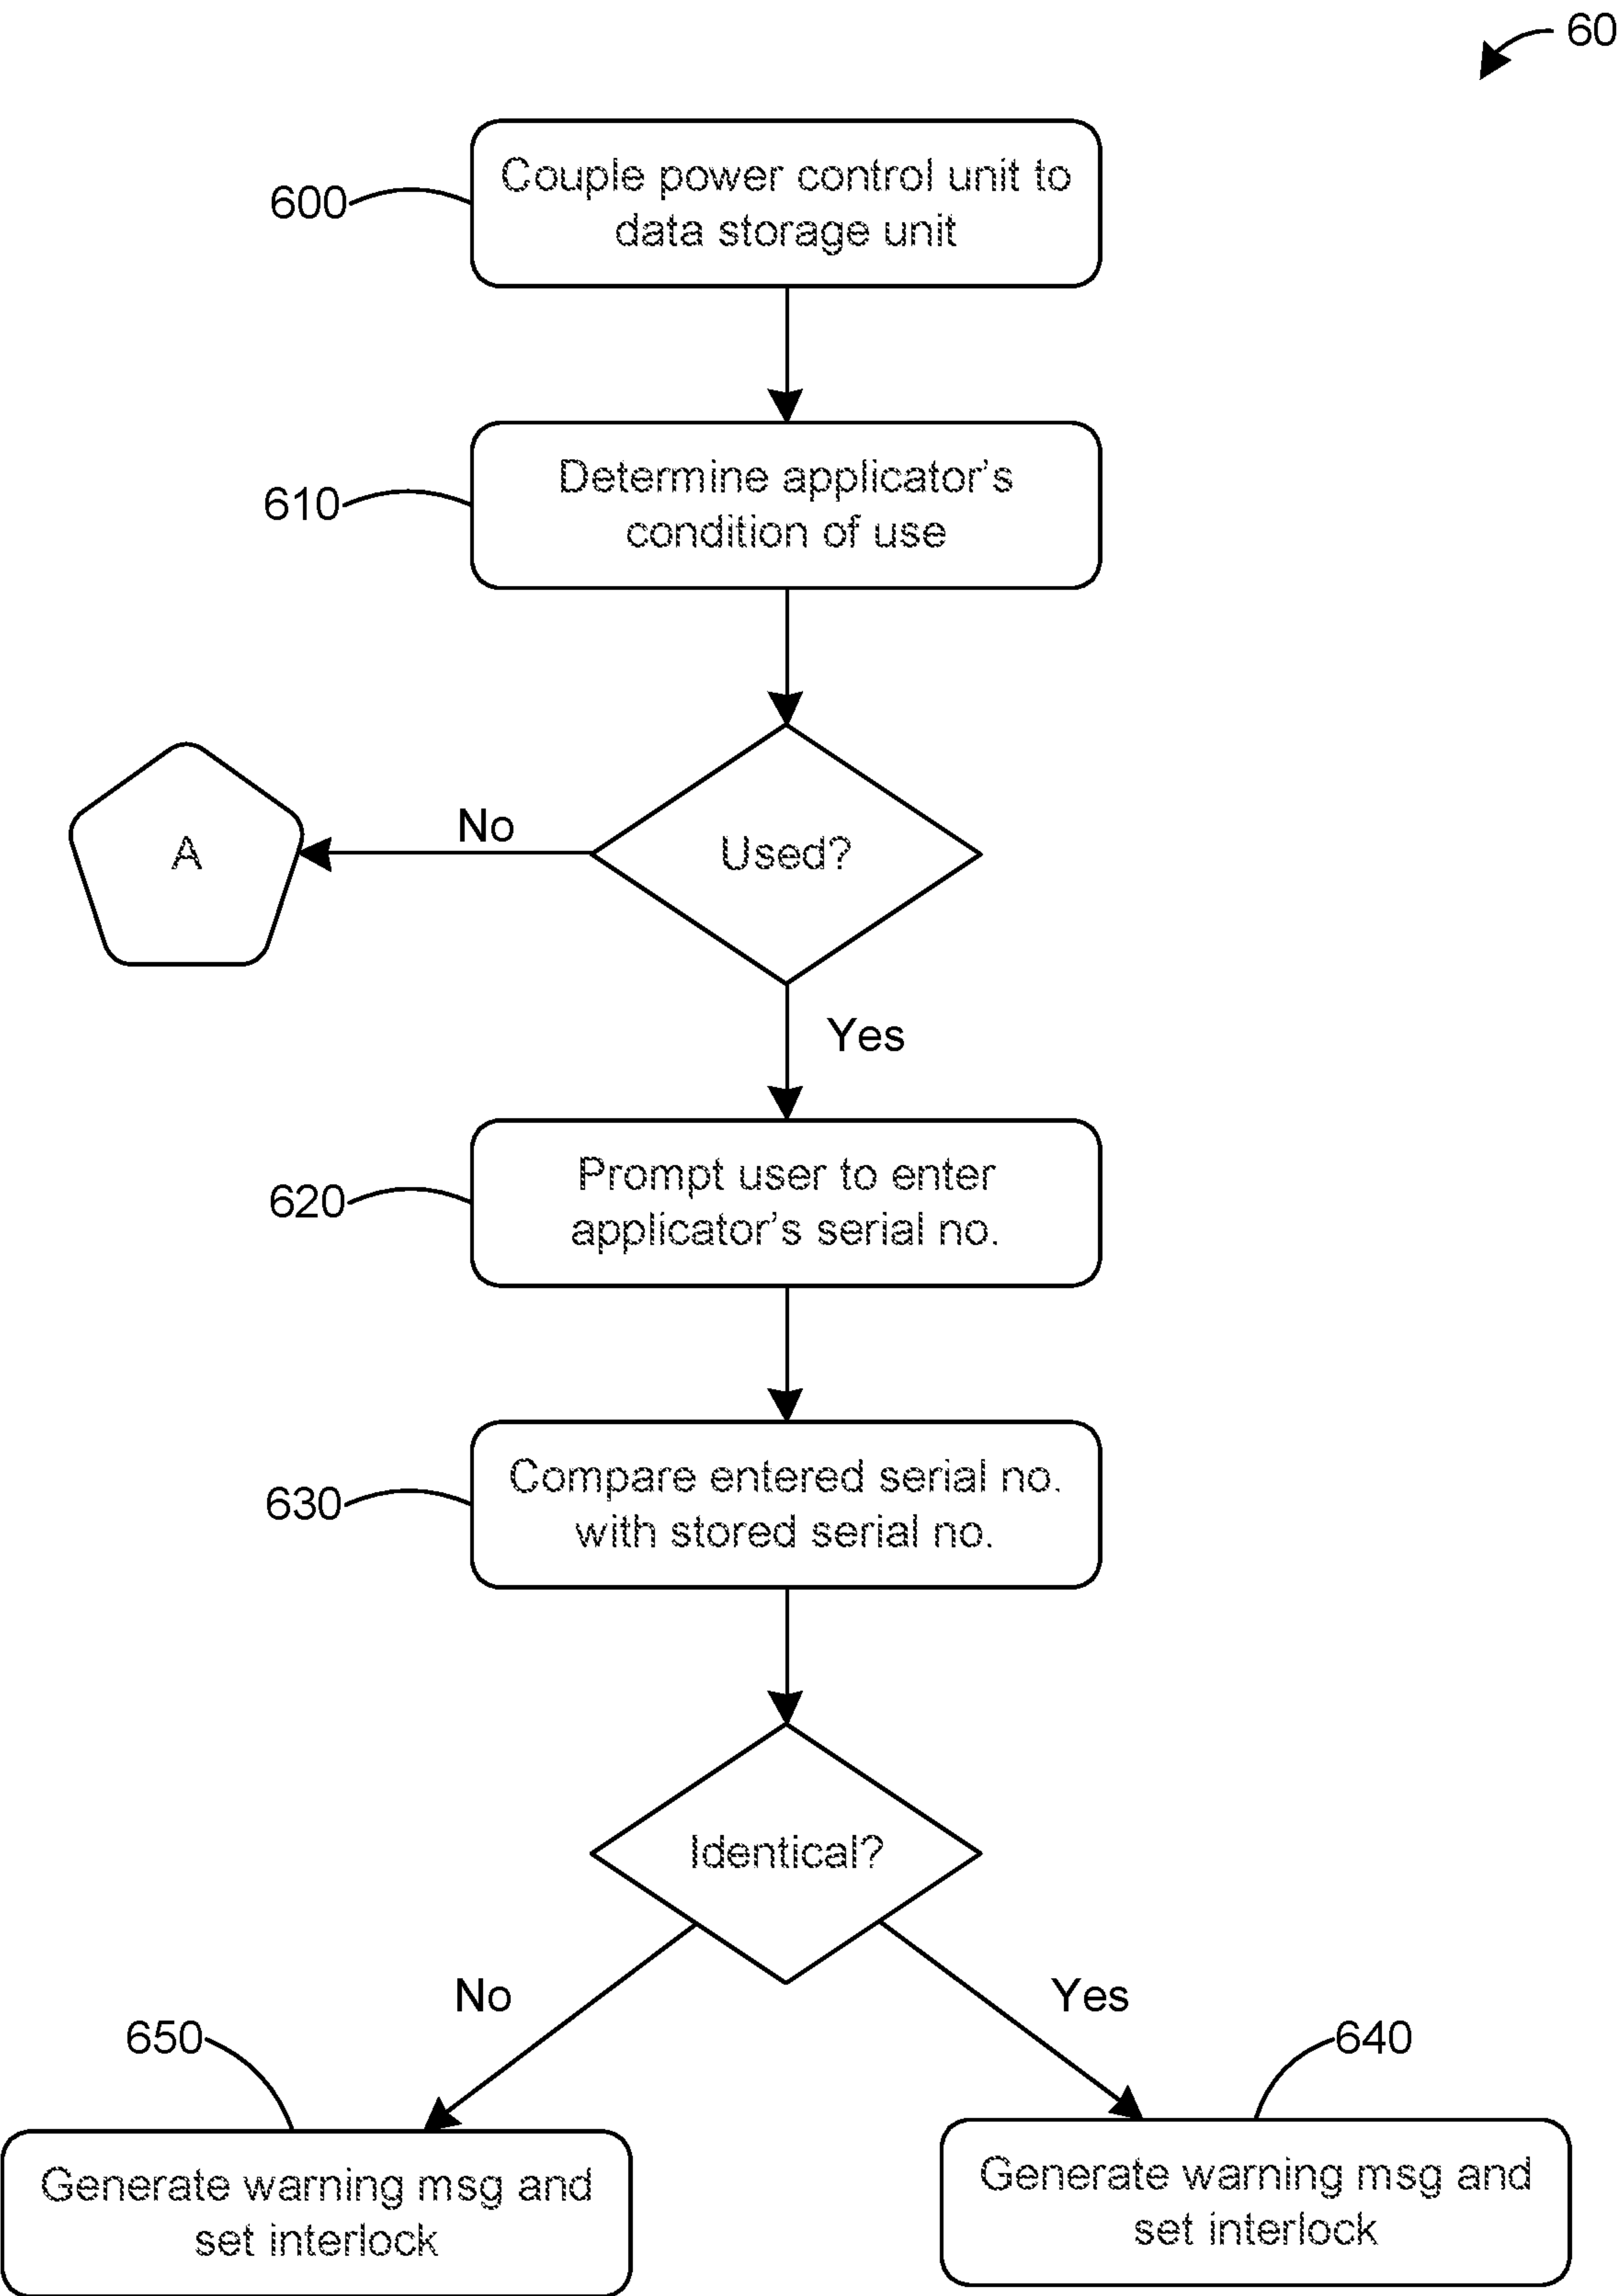 60
600
Couple power control unit to
data storage unit
610
Determine applicator's
condition of use
A
No
Used?
Yes
620
Prompt user to enter
applicator's serial no.
630
Compare entered serial no.
with stored serial no.
Identical?
No
Yes
650
640
Generate warning msg and
set interlock
Generate warning msg and
set interlock